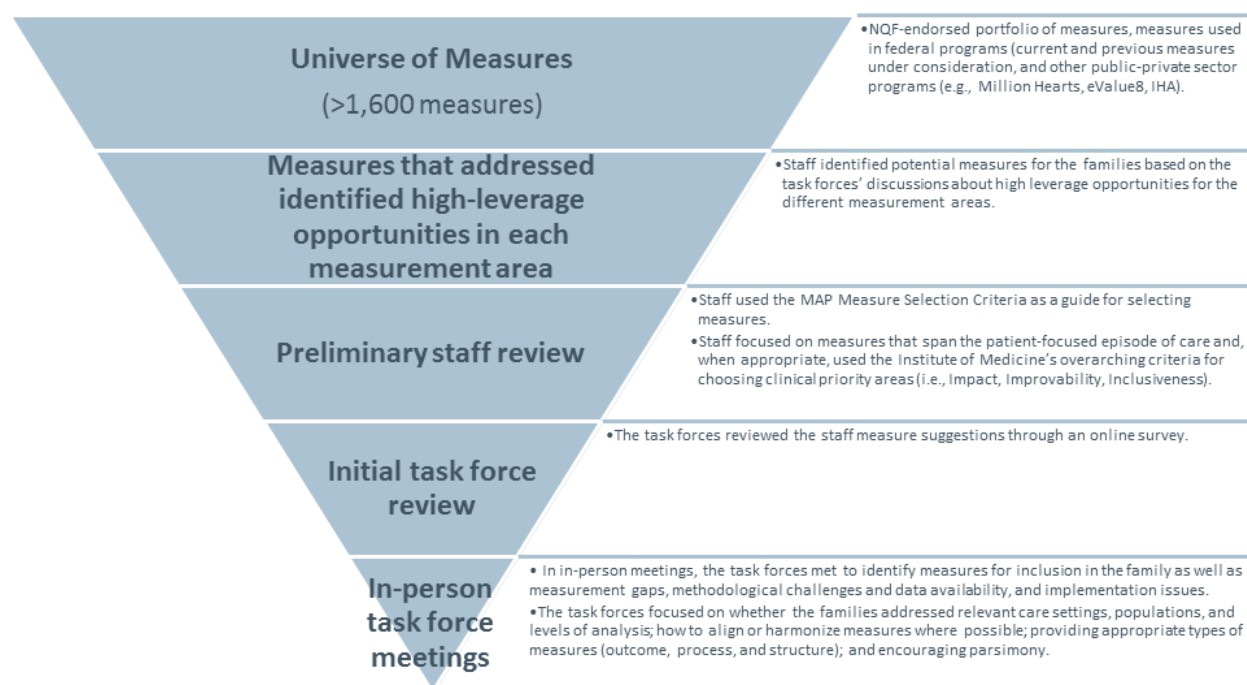 Universe of Measures
(>1,600 measures)
•NQF-endorsed portfolio of measures, measures used
in federal programs (current and previous measures
under consideration, and other public-private sector
programs (e.g., Million Hearts, eValue8, IHA).
Measures that addressed
identified high-leverage
opportunities in each
measurement area
•Staff identified potential measures for the families based on the
task forces’ discussions about high leverage opportunities for the
different measurement areas.
Preliminary staff review
•Staff used the MAP Measure Selection Criteria as a guide for selecting
measures.
•Staff focused on measures that span the patient-focused episode of care and,
when appropriate, used the Institute of Medicine’s overarching criteria for
choosing clinical priority areas (i.e., Impact, Improvability, Inclusiveness).
Initial task force
review
•The task forces reviewed the staff measure suggestions through an online survey.
In-person
task force
meetings
• In in-person meetings, the task forces met to identify measures for inclusion in the family as well as
measurement gaps, methodological challenges and data availability, and implementation issues.
•The task forces focused on whether the families addressed relevant care settings, populations, and
levels of analysis; how to align or harmonize measures where possible; providing appropriate types of
measures (outcome, process, and structure); and encouraging parsimony.